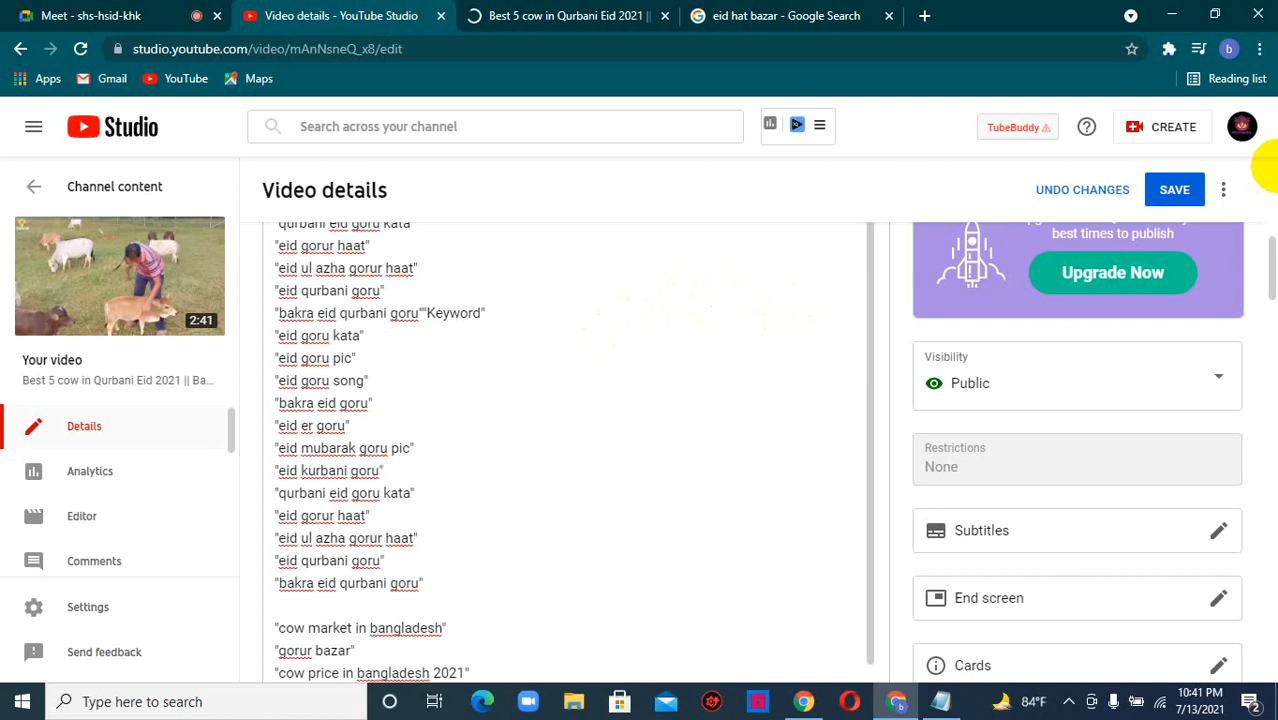 Meet - shs-hsid-khk
Video details - YouTube Studio
Best 5 cow in Qurbani Eid 2021 ||
eid hat bazar - Google Search
studio.youtube.com/video/mAnNsneQ_x8/edit
b
Apps
Gmail
YouTube
Maps
Reading list
Studio
Search across your channel
TubeBuddy
CREATE
Channel content
Video details
UNDO CHANGES
SAVE
2:41
Your video
Best 5 cow in Qurbani Eid 2021 || Ba...
Details
Analytics
Editor
Comments
Settings
Send feedback
"qurbani eid goru kata"
"eid gorur haat"
"eid ul azha gorur haat"
"eid qurbani goru"
"bakra eid qurbani goru""Keyword"
"eid goru kata"
"eid goru pic"
"eid goru song"
"bakra eid goru"
"eid er goru"
"eid mubarak goru pic"
"eid kurbani goru"
"qurbani eid goru kata"
"eid gorur haat"
"eid ul azha gorur haat"
"eid qurbani goru"
"bakra eid qurbani goru"
"cow market in bangladesh"
"gorur bazar"
"cow price in bangladesh 2021"
best times to publish
Upgrade Now
Visibility
Public
Restrictions
None
Subtitles
End screen
Cards
Type here to search
84°F
10:41 PM
7/13/2021
2